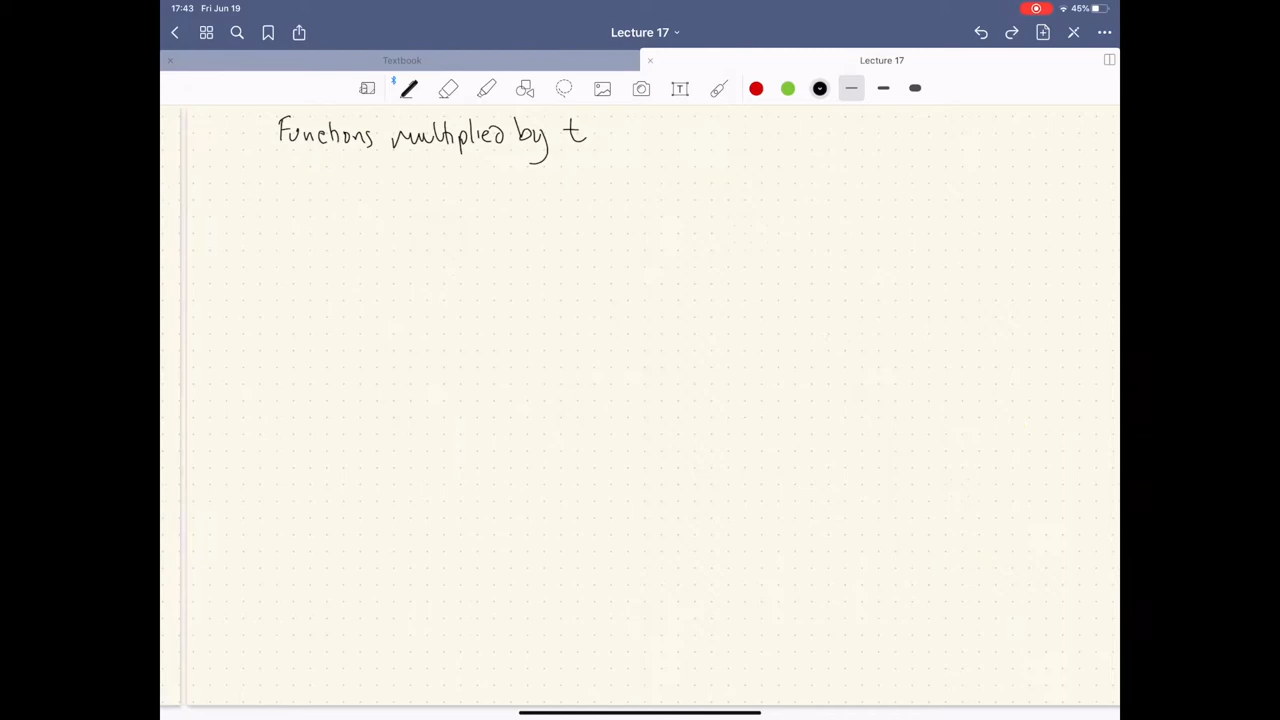 17:43 Fri Jun 19 45%
Lecture 17
Textbook Lecture 17
T
Functions multiplied by t